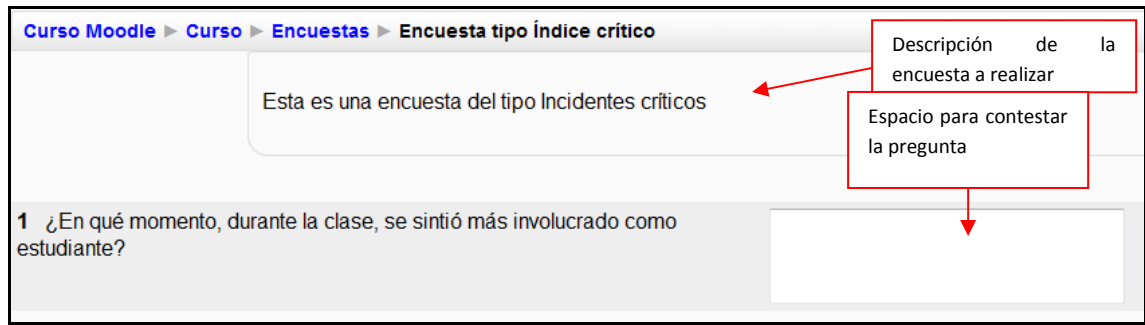 Curso Moodle ► Curso ► Encuestas ► Encuesta tipo Índice crítico
Descripción de la
encuesta a realizar
Esta es una encuesta del tipo Incidentes críticos
Espacio para contestar
la pregunta
1 ¿En qué momento, durante la clase, se sintió más involucrado como
estudiante?